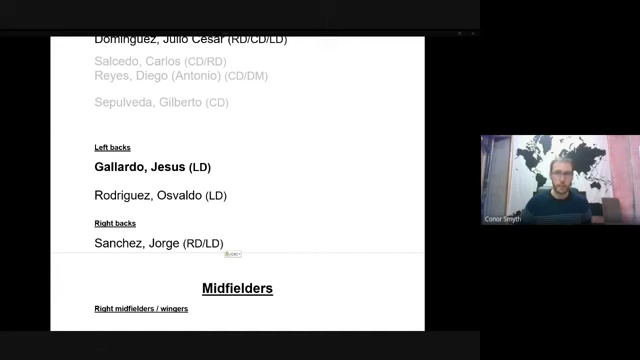 Dominguez, Julio Cesar (RD/CD/LD)
Salcedo, Carlos (CD/RD)
Reyes, Diego (Antonio) (CD/DM)
Sepulveda, Gilberto (CD)
Left backs
Gallardo, Jesus (LD)
Rodriguez, Osvaldo (LD)
Right backs
Sanchez, Jorge (RD/LD)
Midfielders
Right midfielders / wingers
Conor Smyth